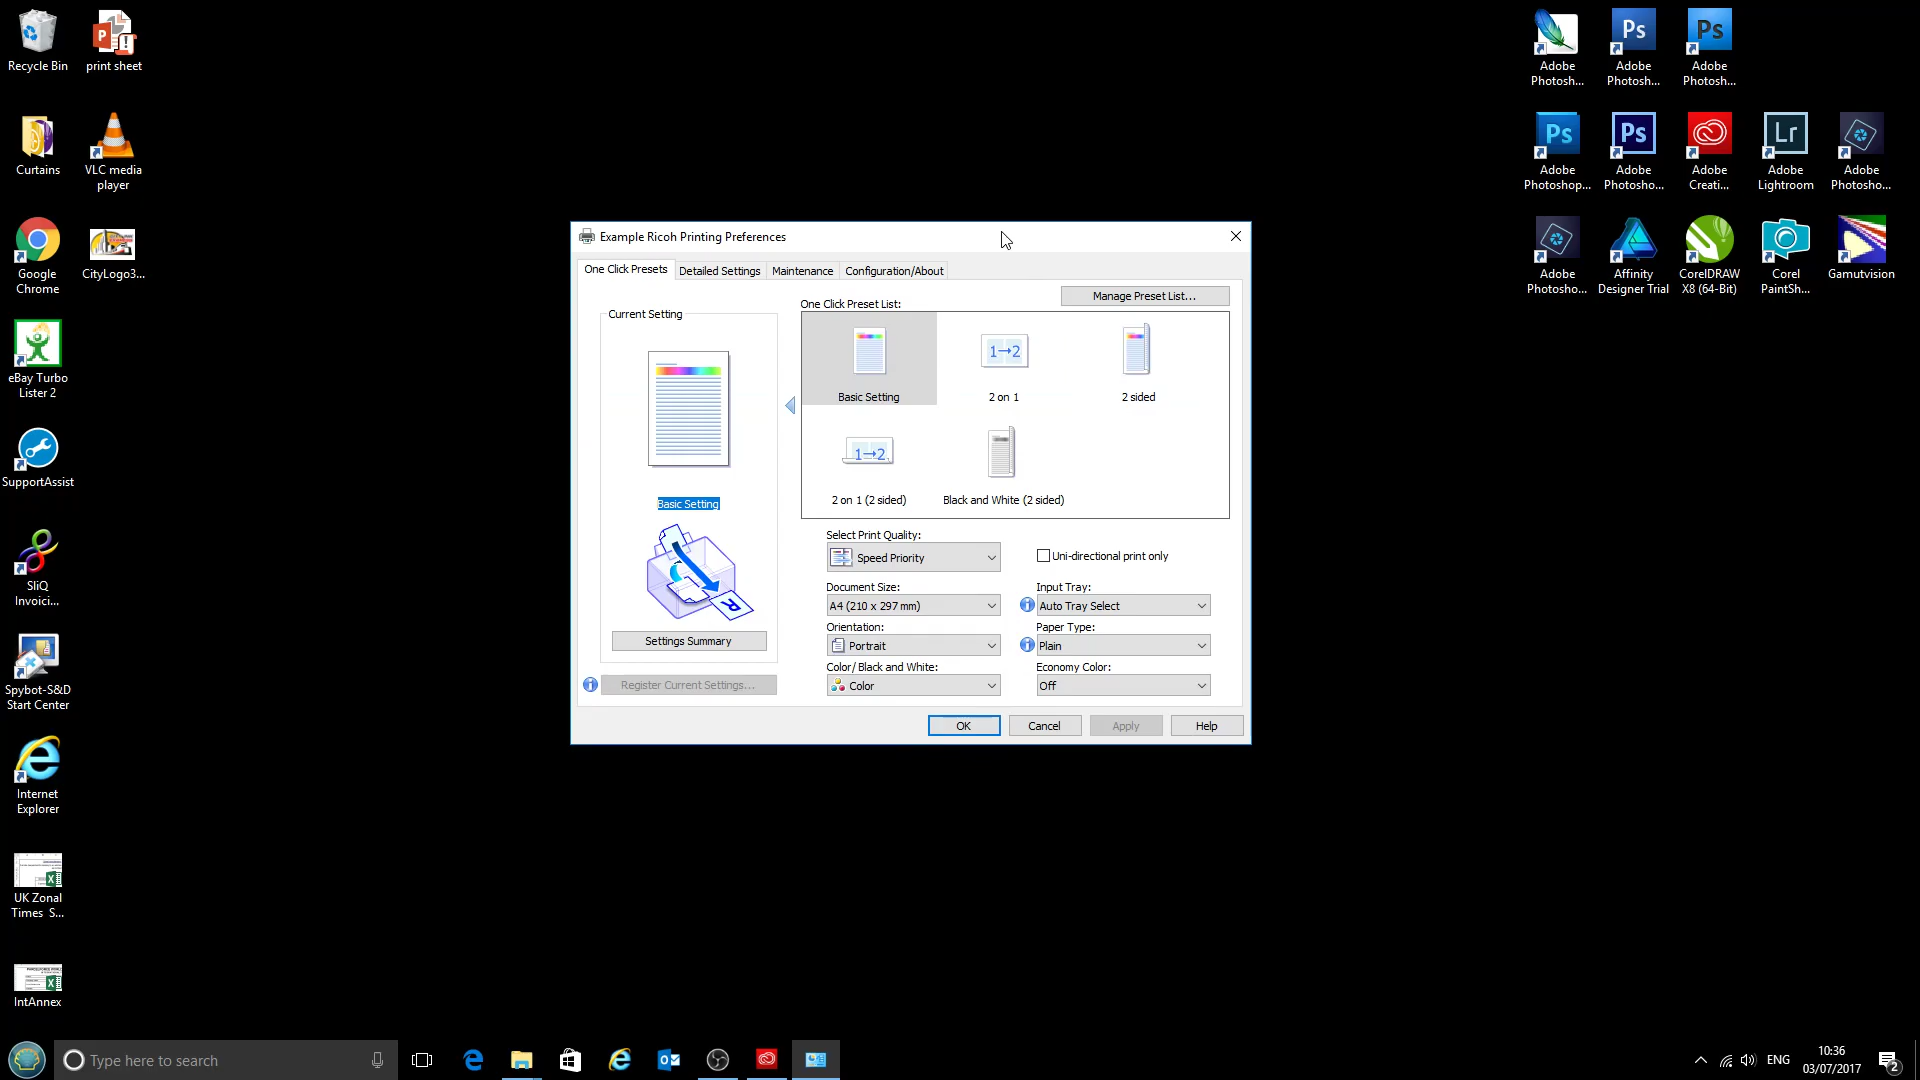 Recycle Bin
print sheet
Curtains
VLC media
player
Google
Chrome
CityLogo3...
eBay Turbo
Lister 2
SupportAssist
SliQ
Invoici...
Spybot-S&D
Start Center
Internet
Explorer
UK Zonal
Times S...
IntAnnex
Example Ricoh Printing Preferences
One Click Presets
Detailed Settings
Maintenance
Configuration/About
Current Setting
Basic Setting
Settings Summary
Register Current Settings...
One Click Preset List:
Manage Preset List...
1→2
Basic Setting
2 on 1
2 sided
1→2
2 on 1 (2 sided)
Black and White (2 sided)
Select Print Quality:
Speed Priority
Uni-directional print only
Document Size:
Input Tray:
A4 (210 x 297 mm)
Auto Tray Select
Orientation:
Paper Type:
Portrait
Plain
Color/ Black and White:
Economy Color:
Color
Off
OK
Cancel
Apply
Help
Ps
Ps
Adobe
Photosh...
Adobe
Photosh...
Adobe
Photosh...
Ps
Ps
Lr
Adobe
Photoshop...
Adobe
Photosho...
Adobe
Creati...
Adobe
Lightroom
Adobe
Photosho...
Adobe
Photosho...
Affinity
Designer Trial
CorelDRAW
X8 (64-Bit)
Corel
PaintSh...
Gamutvision
Type here to search
ENG
10:36
03/07/2017
2